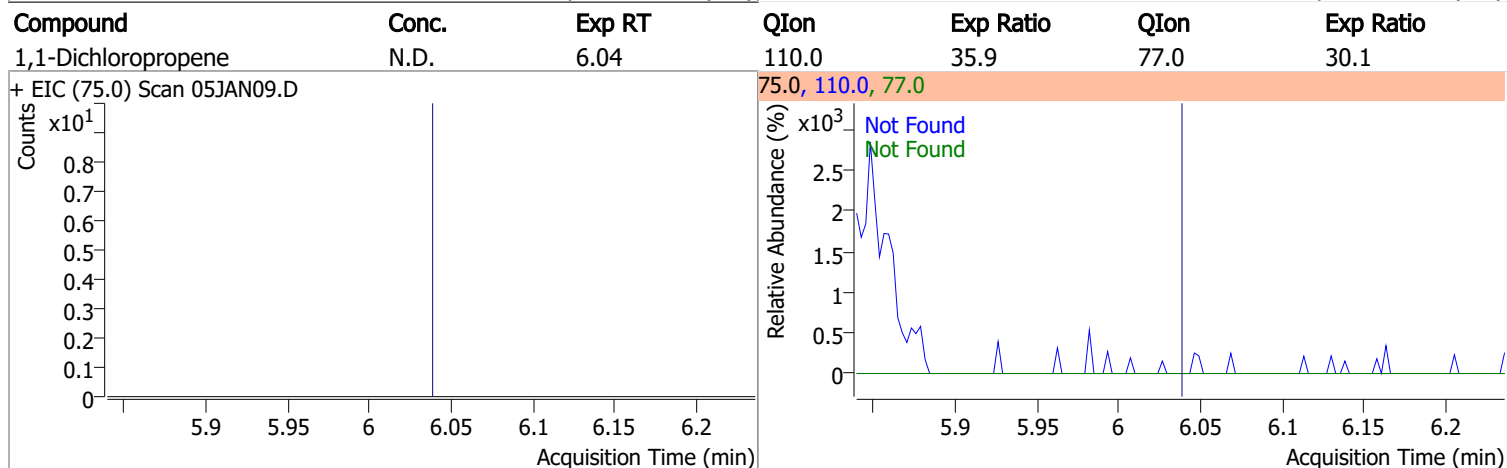 Compound Conc. Exp RT QIon Exp Ratio QIon Exp Ratio
1,1-Dichloropropene N.D. 6.04 110.0 35.9 77.0 30.1
+ EIC (75.0) Scan 05JAN09.D
Counts
x10¹
0.8
0.7
0.6
0.5
0.4
0.3
0.2
0.1
0
5.9 5.95 6 6.05 6.1 6.15 6.2
Acquisition Time (min)
75.0, 110.0, 77.0
Relative Abundance (%)
x10³
Not Found
Not Found
2.5
2
1.5
1
0.5
0
5.9 5.95 6 6.05 6.1 6.15 6.2
Acquisition Time (min)